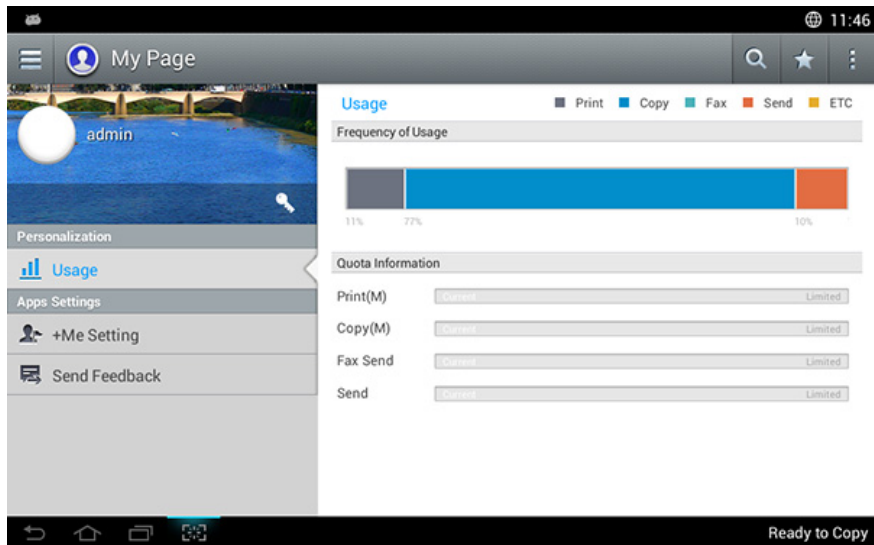 11:46
My Page
admin
Personalization
Usage
Apps Settings
+Me Setting
Send Feedback
Usage
Print Copy Fax Send ETC
Frequency of Usage
11% 77% 10%
Quota Information
Print(M) Current Limited
Copy(M) Current Limited
Fax Send Current Limited
Send Current Limited
Ready to Copy